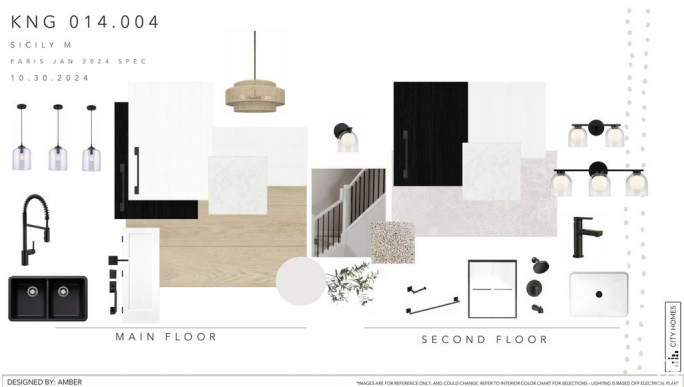 KNG 014.004
SICILY M
PARIS JAN 2024 SPEC
10.30.2024
MAIN FLOOR
SECOND FLOOR
CITY HOMES
DESIGNED BY: AMBER
*IMAGES ARE FOR REFERENCE ONLY, AND COULD CHANGE. REFER TO INTERIOR COLOR CHART FOR SELECTIONS - LIGHTING IS BASED OFF ELECTRICAL PLAN*